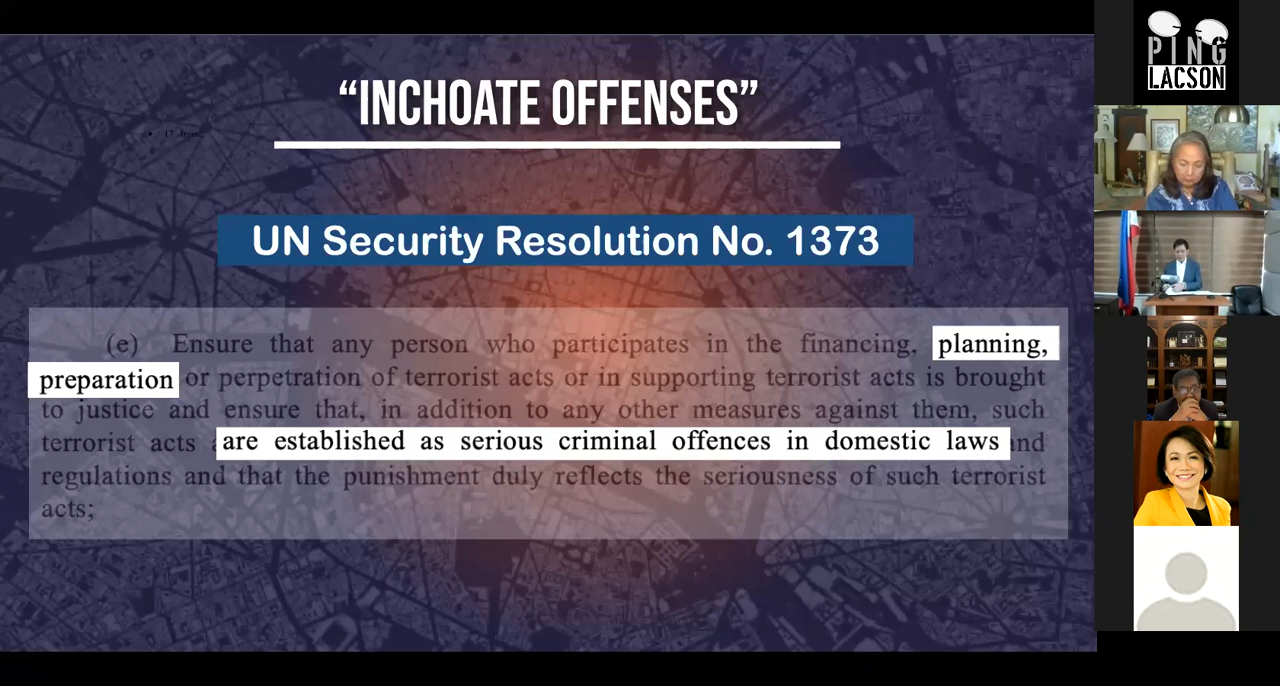 “INCHOATE OFFENSES”
UN Security Resolution No. 1373
(e) Ensure that any person who participates in the financing, planning,
preparation or perpetration of terrorist acts or in supporting terrorist acts is brought
to justice and ensure that, in addition to any other measures against them, such
terrorist acts are established as serious criminal offences in domestic laws and
regulations and that the punishment duly reflects the seriousness of such terrorist
acts;
PING
LACSON